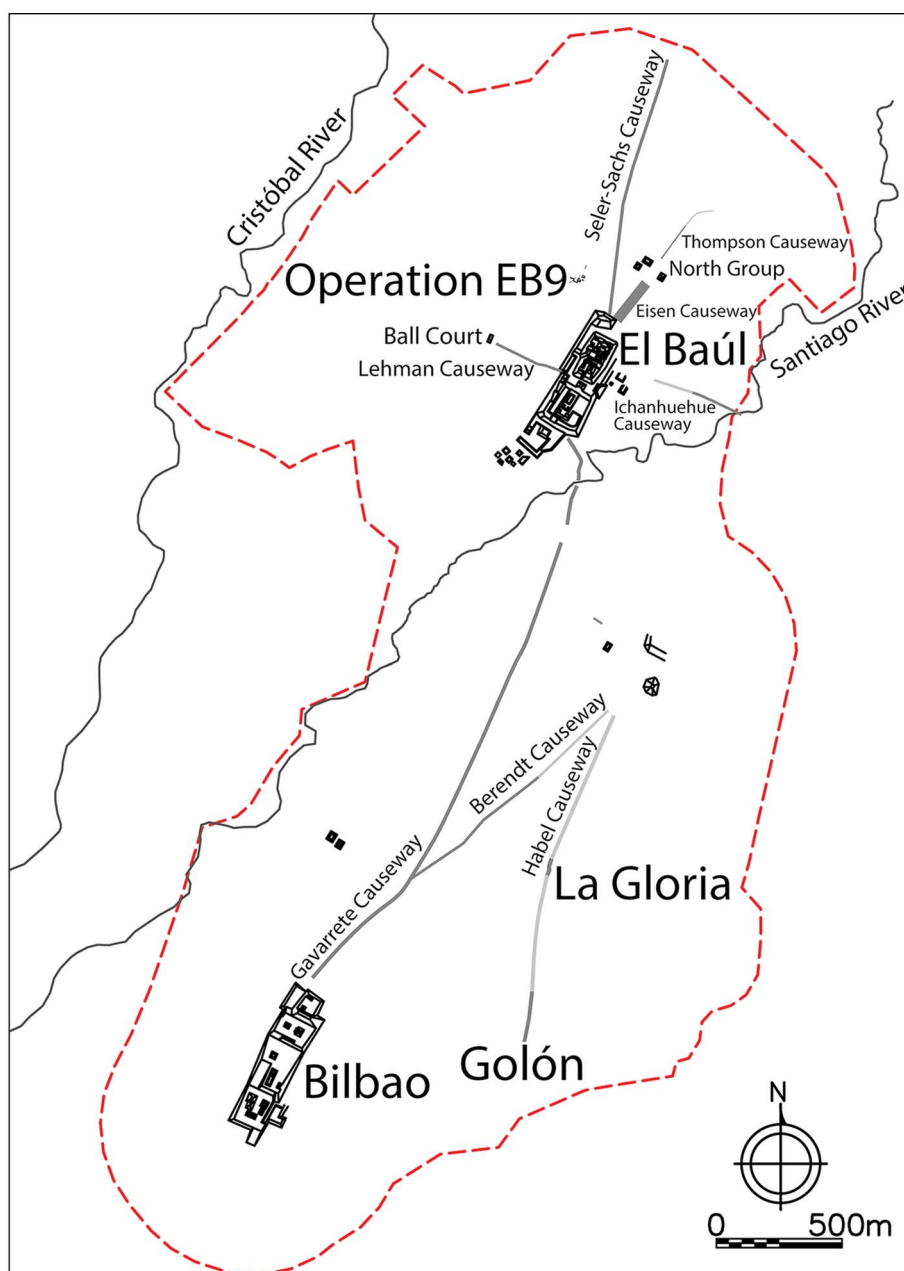 Seler-Sachs Causeway
Cristóbal River
Thompson Causeway
North Group
Operation EB9
Eisen Causeway
Santiago River
Ball Court
El Baúl
Lehman Causeway
Ichanhuehue
Causeway
Berendt Causeway
Habel Causeway
La Gloria
Gavarrete Causeway
Golón
Bilbao
N
0 500m